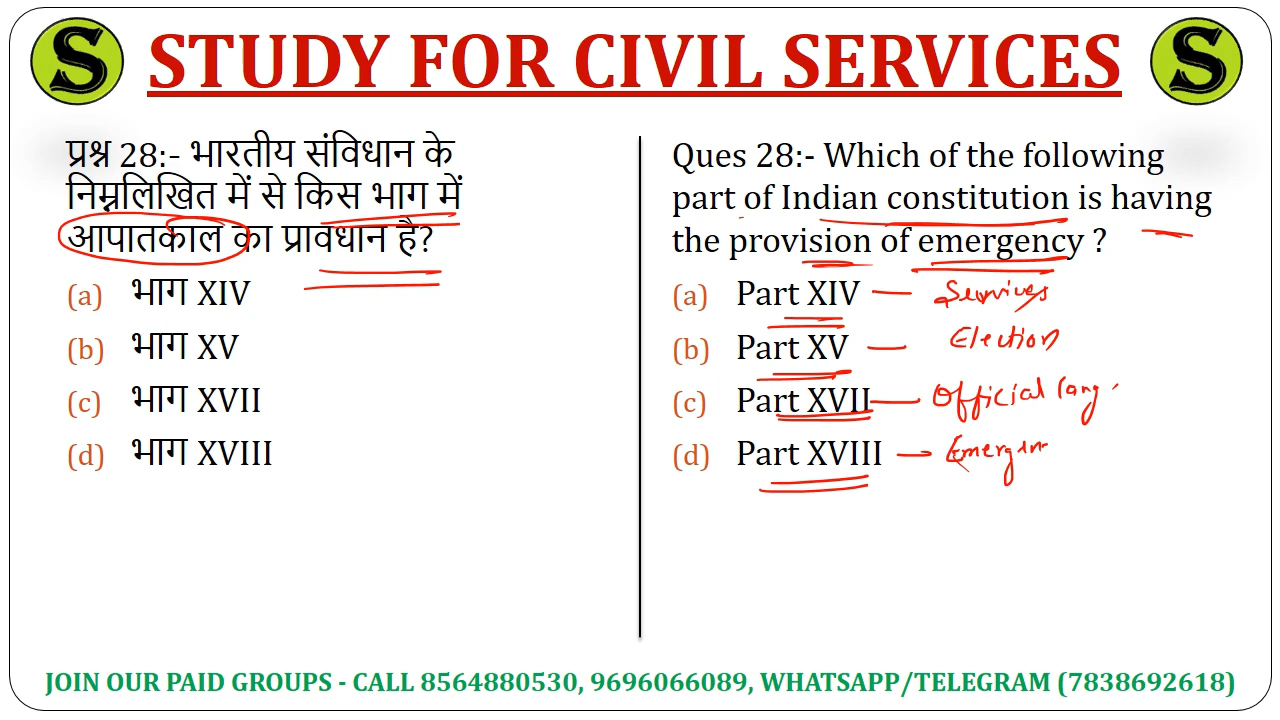 S STUDY FOR CIVIL SERVICES S
प्रश्न 28:- भारतीय संविधान के
निम्नलिखित में से किस भाग में
आपातकाल का प्रावधान है?
(a) भाग XIV
(b) भाग XV
(c) भाग XVII
(d) भाग XVIII
Ques 28:- Which of the following
part of Indian constitution is having
the provision of emergency ?
(a) Part XIV — Services
(b) Part XV — Election
(c) Part XVII — Official lang.
(d) Part XVIII — Emergen
JOIN OUR PAID GROUPS - CALL 8564880530, 9696066089, WHATSAPP/TELEGRAM (7838692618)